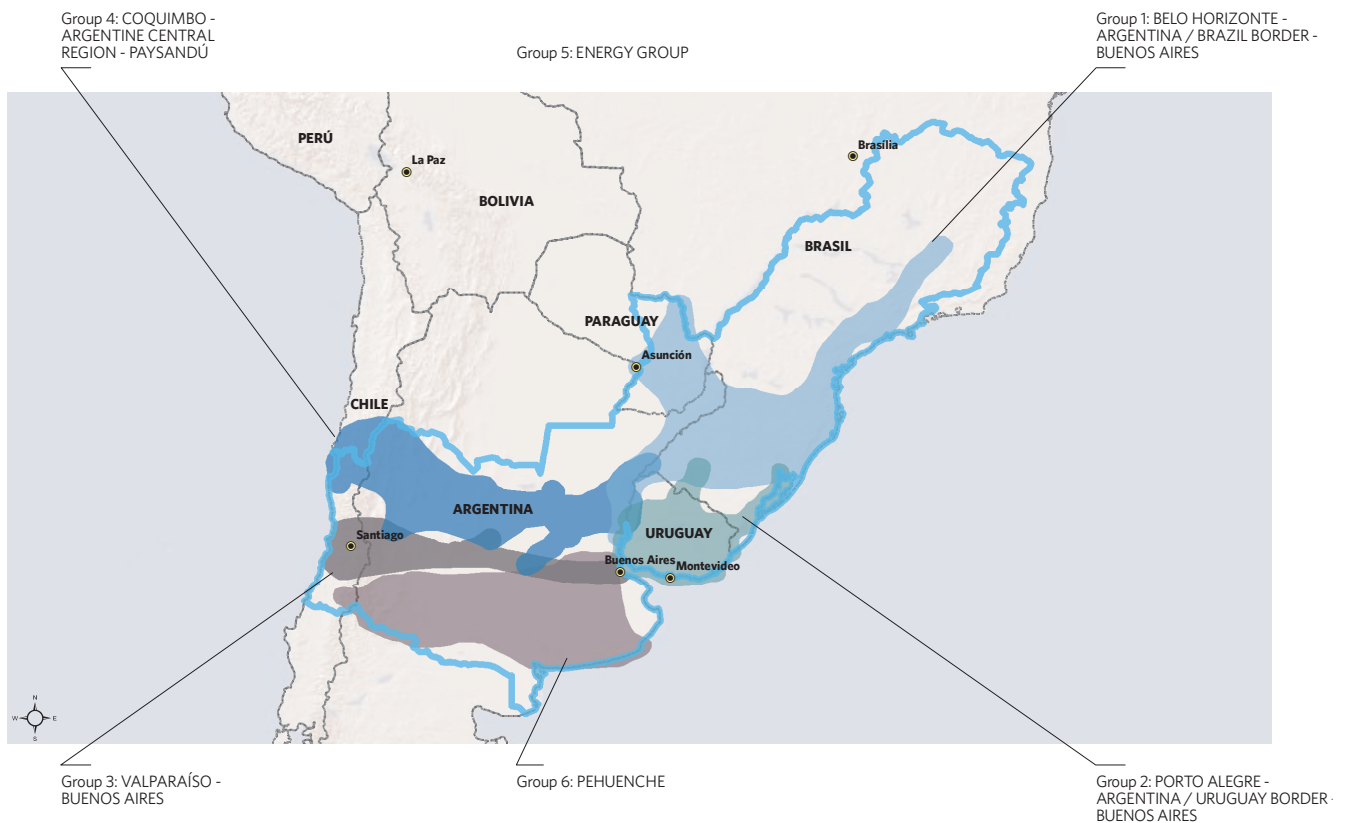 Group 4: COQUIMBO -
ARGENTINE CENTRAL
REGION - PAYSANDÚ
Group 5: ENERGY GROUP
Group 1: BELO HORIZONTE -
ARGENTINA / BRAZIL BORDER -
BUENOS AIRES
PERÚ
La Paz
BOLIVIA
Brasília
BRASIL
PARAGUAY
Asunción
CHILE
ARGENTINA
Santiago
URUGUAY
Buenos Aires
Montevideo
N
W
E
S
Group 3: VALPARAÍSO -
BUENOS AIRES
Group 6: PEHUENCHE
Group 2: PORTO ALEGRE -
ARGENTINA / URUGUAY BORDER -
BUENOS AIRES